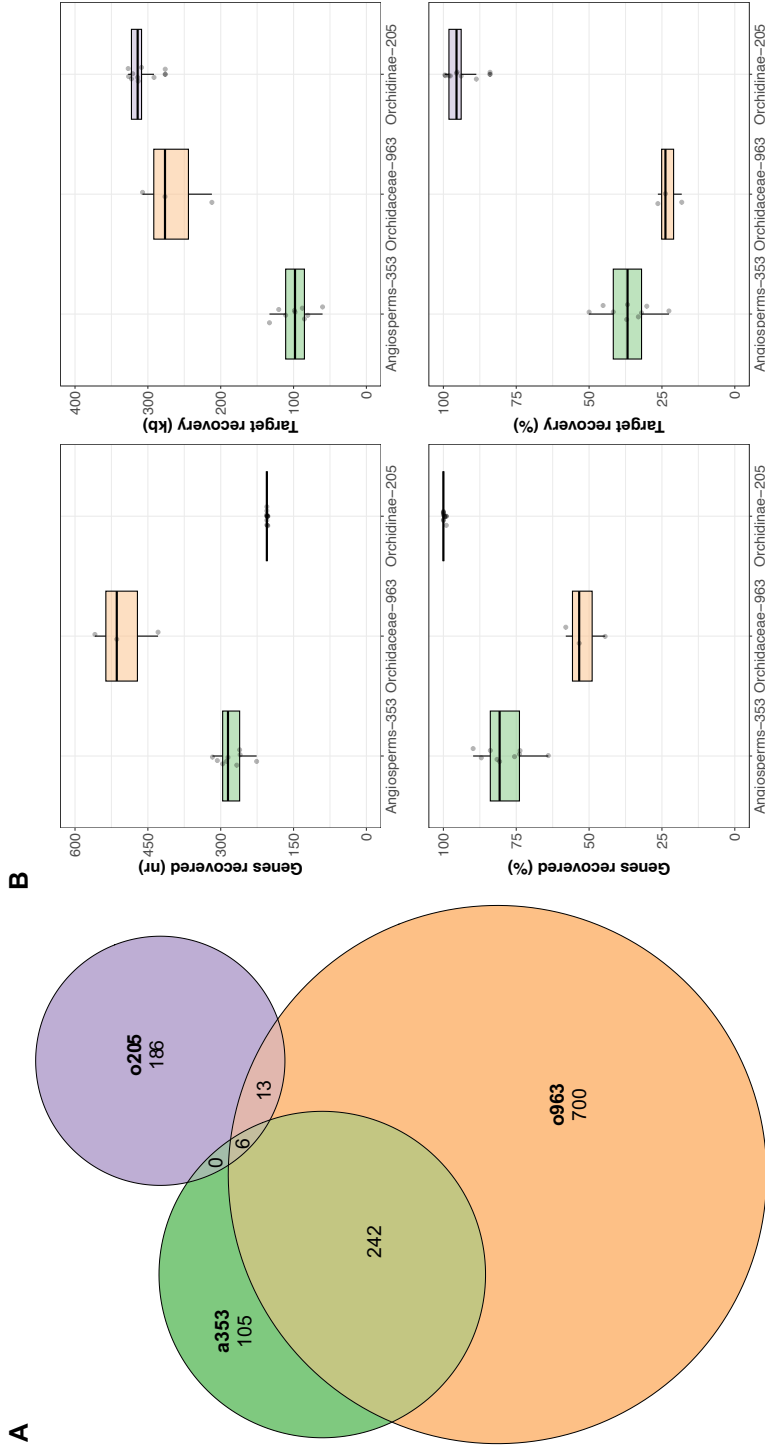 A
o205
186
a353
105
0
6
13
242
o963
700
B
Genes recovered (nr)
600
450
300
150
0
Angiosperms−353 Orchidaceae−963 Orchidinae−205
Target recovery (kb)
400
300
200
100
0
Angiosperms−353 Orchidaceae−963 Orchidinae−205
Genes recovered (%)
100
75
50
25
0
Angiosperms−353 Orchidaceae−963 Orchidinae−205
Target recovery (%)
100
75
50
25
0
Angiosperms−353 Orchidaceae−963 Orchidinae−205